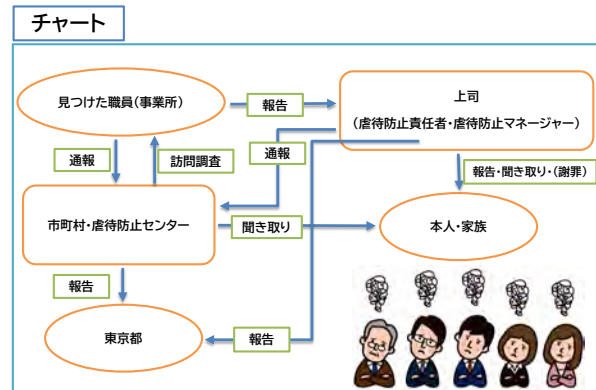 チャート
見つけた職員(事業所)
報告
上司
(虐待防止責任者・虐待防止マネージャー)
通報
訪問調査
通報
報告・聞き取り・(謝罪)
市町村・虐待防止センター
聞き取り
本人・家族
報告
東京都
報告